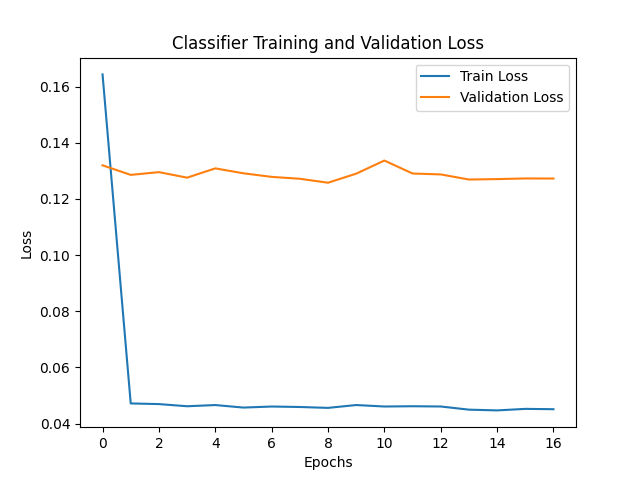 Classifier Training and Validation Loss
Train Loss
Validation Loss
0.16
0.14
0.12
0.10
0.08
0.06
0.04
Loss
0 2 4 6 8 10 12 14 16
Epochs